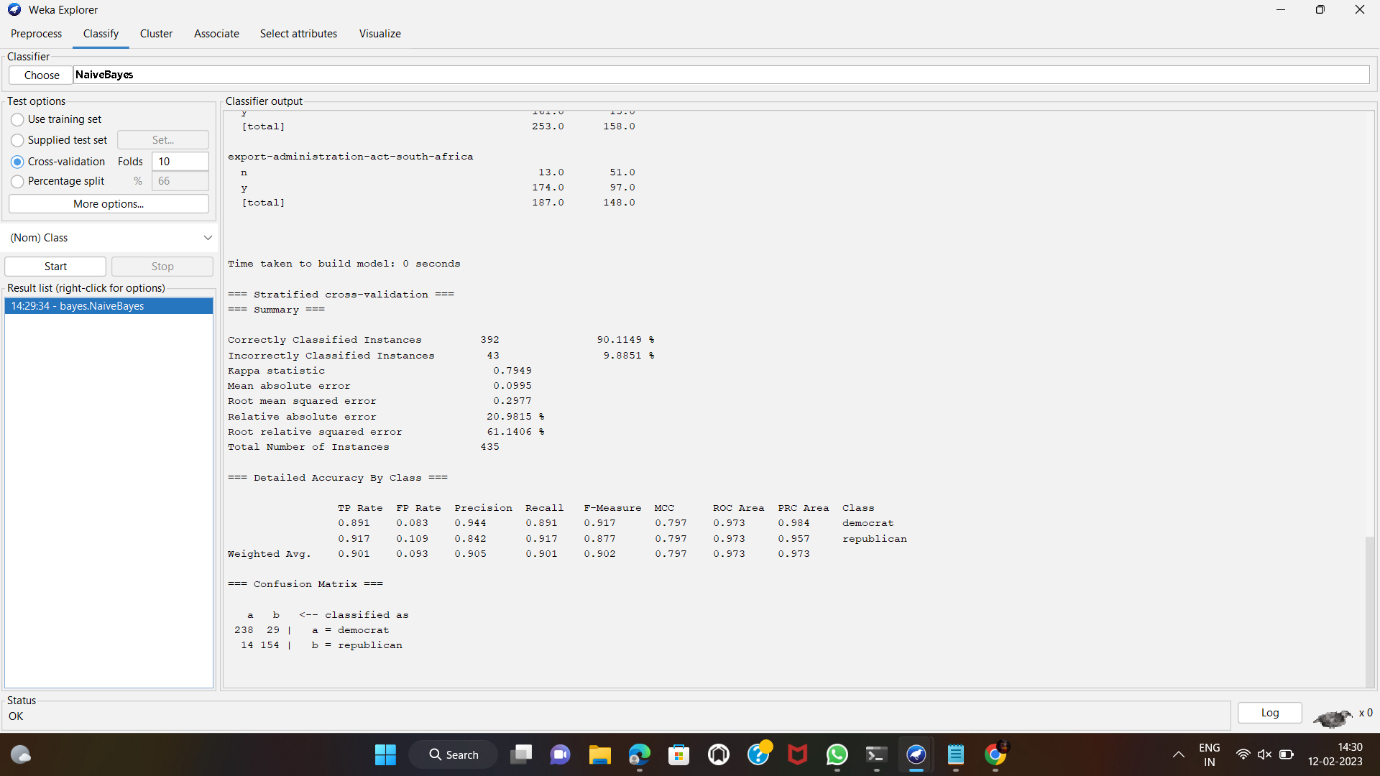 Weka Explorer
Preprocess Classify Cluster Associate Select attributes Visualize
Classifier
Choose NaiveBayes
Test options
Use training set
Supplied test set Set...
Cross-validation Folds 10
Percentage split % 66
More options...
(Nom) Class
Start Stop
Result list (right-click for options)
14:29:34 - bayes.NaiveBayes
Classifier output
[total] 253.0 158.0
export-administration-act-south-africa
n 13.0 51.0
y 174.0 97.0
[total] 187.0 148.0
Time taken to build model: 0 seconds
=== Stratified cross-validation ===
=== Summary ===
Correctly Classified Instances 392 90.1149 %
Incorrectly Classified Instances 43 9.8851 %
Kappa statistic 0.7949
Mean absolute error 0.0995
Root mean squared error 0.2977
Relative absolute error 20.9815 %
Root relative squared error 61.1406 %
Total Number of Instances 435
=== Detailed Accuracy By Class ===
TP Rate FP Rate Precision Recall F-Measure MCC ROC Area PRC Area Class
0.891 0.083 0.944 0.891 0.917 0.797 0.973 0.984 democrat
0.917 0.109 0.842 0.917 0.877 0.797 0.973 0.957 republican
Weighted Avg. 0.901 0.093 0.905 0.901 0.902 0.797 0.973 0.973
=== Confusion Matrix ===
a b <-- classified as
238 29 | a = democrat
14 154 | b = republican
Status
OK
Log
x 0
Search
ENG
IN
14:30
12-02-2023